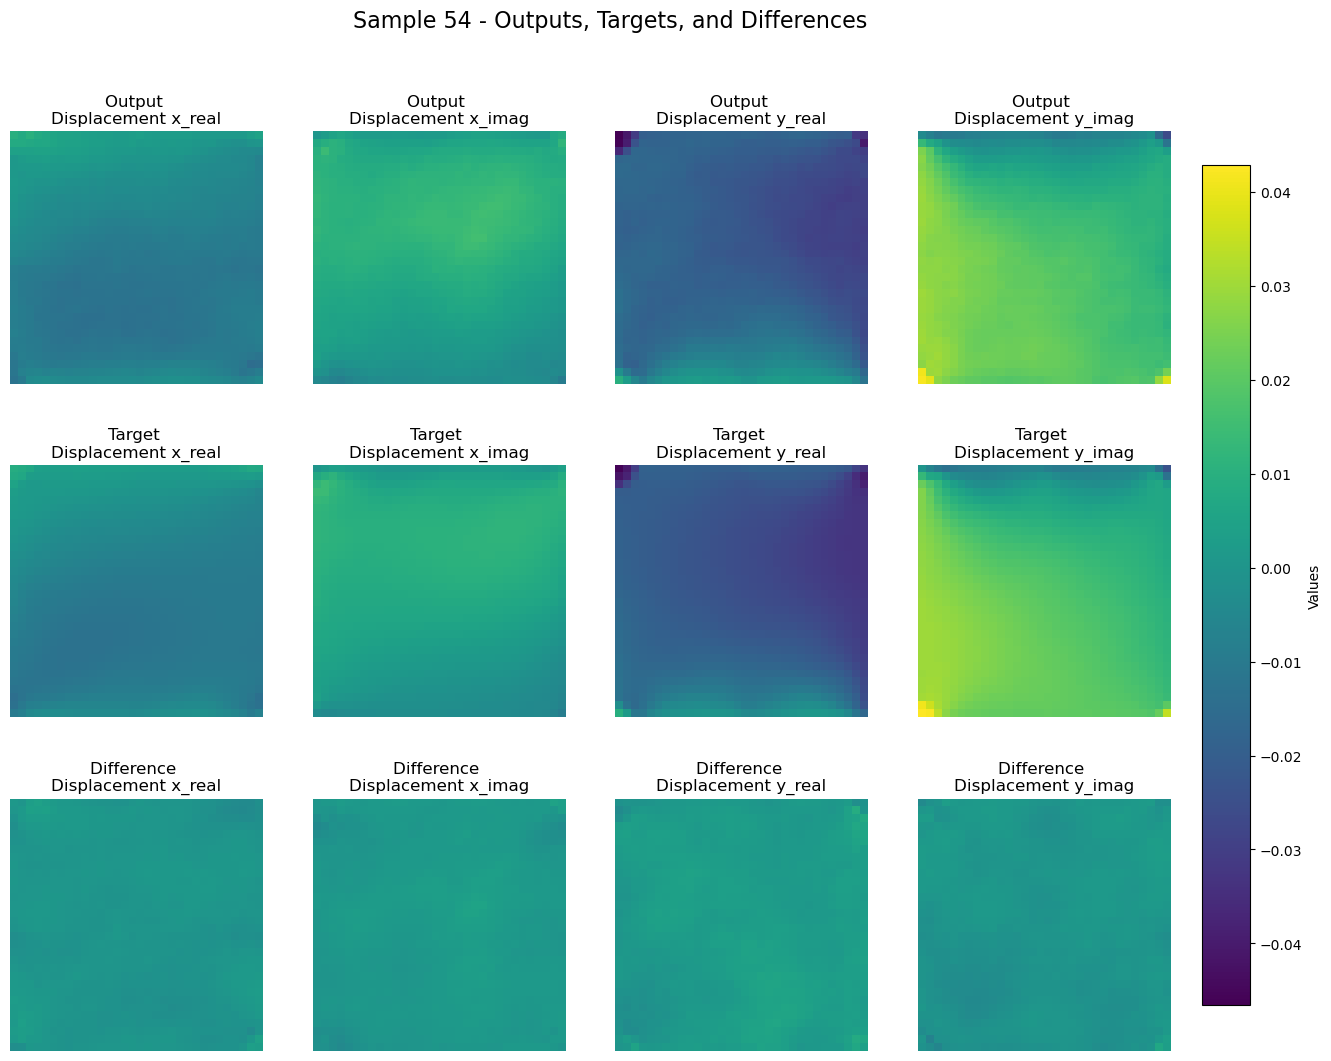 Sample 54 - Outputs, Targets, and Differences
Output
Displacement x_real
Output
Displacement x_imag
Output
Displacement y_real
Output
Displacement y_imag
Target
Displacement x_real
Target
Displacement x_imag
Target
Displacement y_real
Target
Displacement y_imag
Difference
Displacement x_real
Difference
Displacement x_imag
Difference
Displacement y_real
Difference
Displacement y_imag
0.04
0.03
0.02
0.01
0.00
−0.01
−0.02
−0.03
−0.04
Values